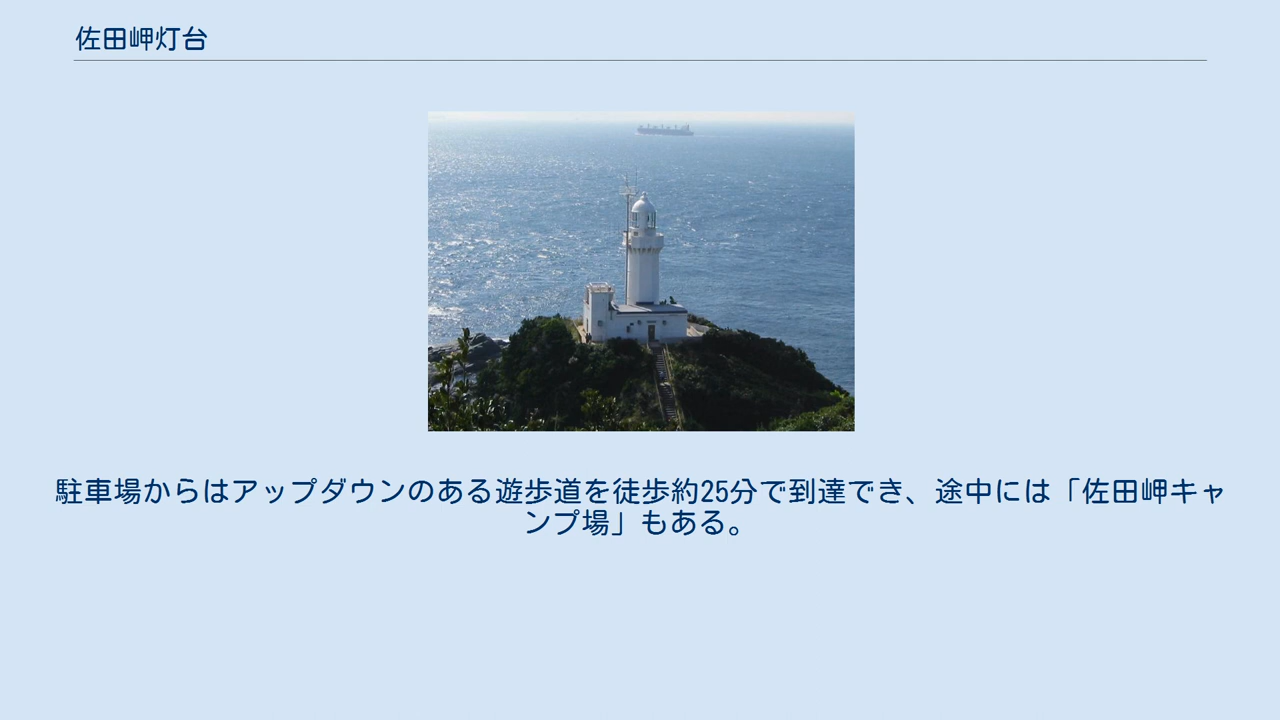 佐田岬灯台
駐車場からはアップダウンのある遊歩道を徒歩約25分で到達でき、途中には「佐田岬キャ
ンプ場」もある。